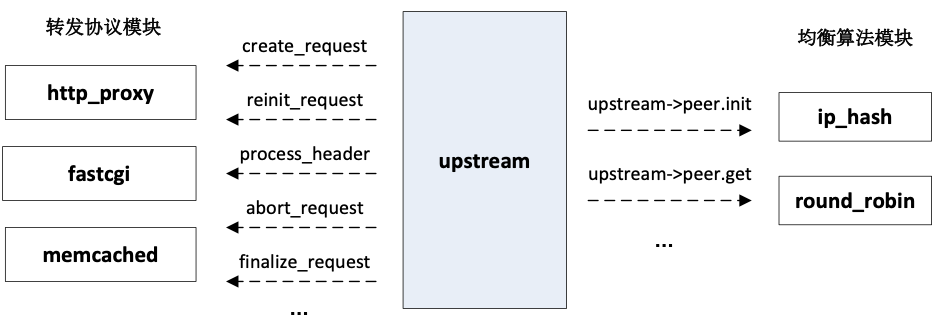 转发协议模块
http_proxy
fastcgi
memcached
create_request
reinit_request
process_header
abort_request
finalize_request
...
upstream
upstream->peer.init
upstream->peer.get
...
均衡算法模块
ip_hash
round_robin